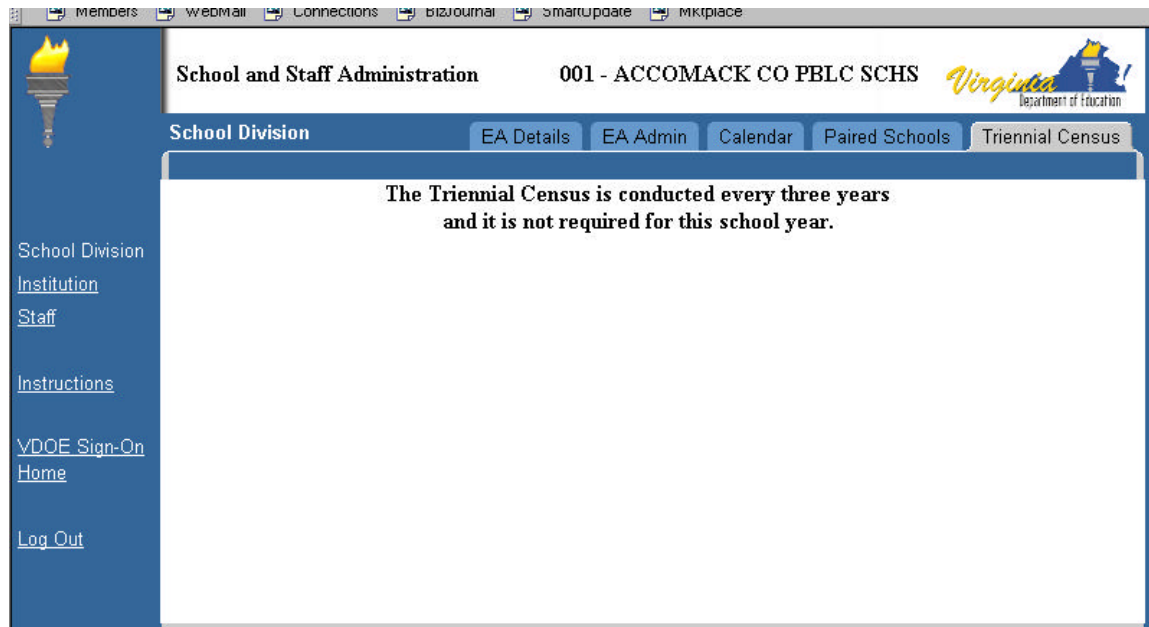 Members WebMail Connections BizJournal SmartUpdate Mktplace
School and Staff Administration 001 - ACCOMACK CO PBLC SCHS Virginia!
Department of Education
School Division EA Details EA Admin Calendar Paired Schools Triennial Census
The Triennial Census is conducted every three years
and it is not required for this school year.
School Division
Institution
Staff
Instructions
VDOE Sign-On
Home
Log Out